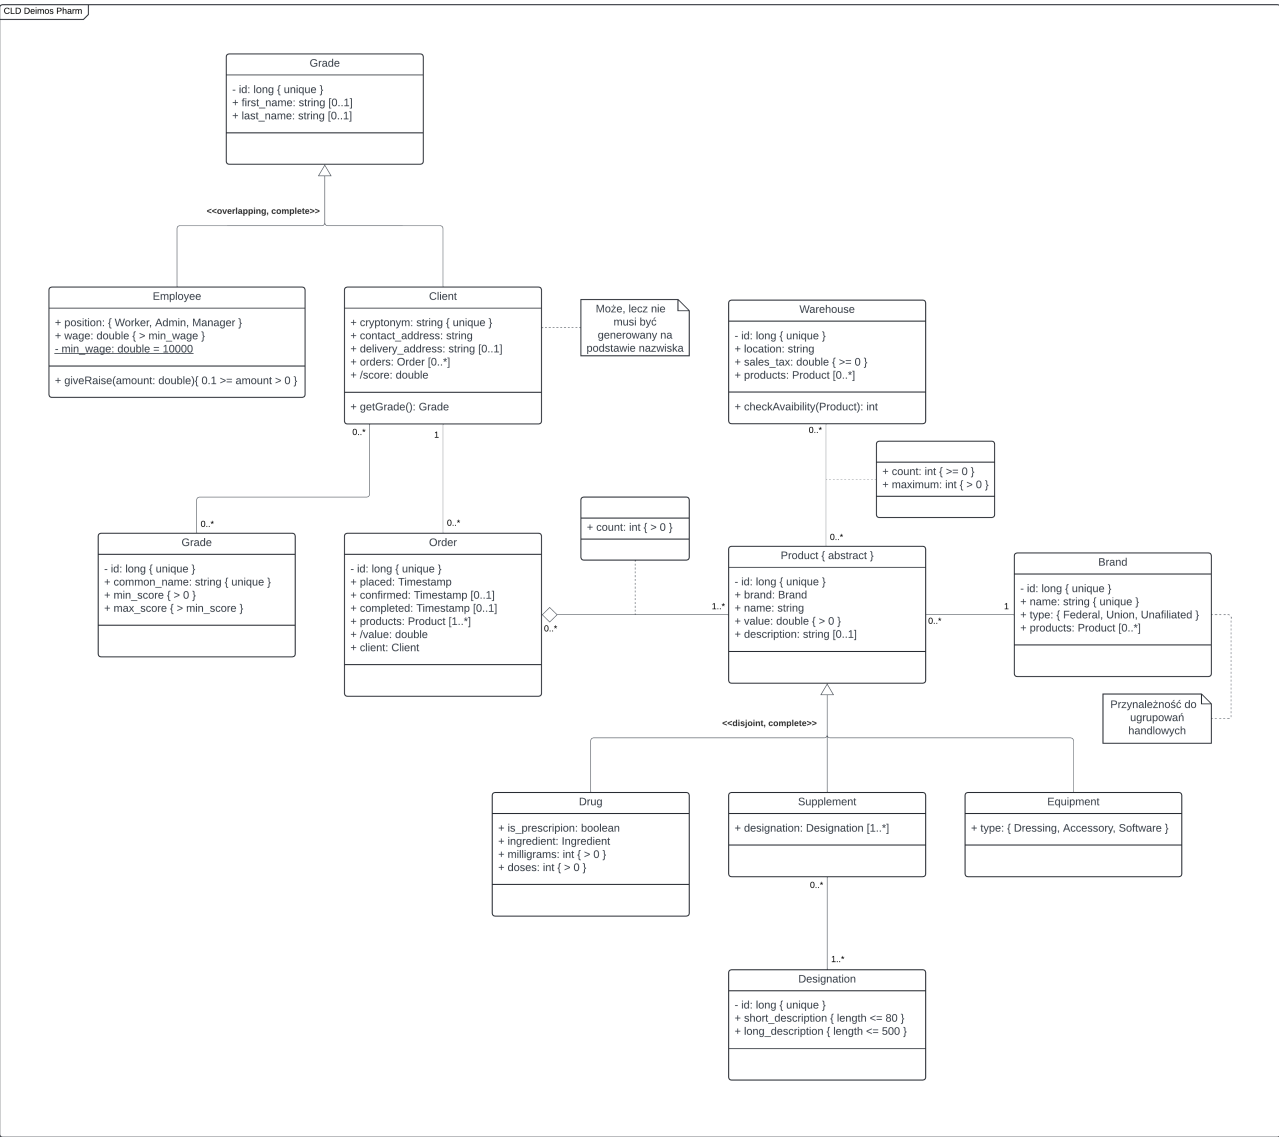 CLD Deimos Pharm
Grade
- id: long { unique }
+ first_name: string [0..1]
+ last_name: string [0..1]
<<overlapping, complete>>
Employee
+ position: { Worker, Admin, Manager }
+ wage: double { > min_wage }
- min_wage: double = 10000
+ giveRaise(amount: double){ 0.1 >= amount > 0 }
Client
+ cryptonym: string { unique }
+ contact_address: string
+ delivery_address: string [0..1]
+ orders: Order [0..*]
+ /score: double
+ getGrade(): Grade
Może, lecz nie
musi być
generowany na
podstawie nazwiska
Warehouse
- id: long { unique }
+ location: string
+ sales_tax: double { >= 0 }
+ products: Product [0..*]
+ checkAvaibility(Product): int
0..*
1
0..*
+ count: int { >= 0 }
+ maximum: int { > 0 }
0..*
0..*
+ count: int { > 0 }
0..*
Grade
- id: long { unique }
+ common_name: string { unique }
+ min_score { > 0 }
+ max_score { > min_score }
Order
- id: long { unique }
+ placed: Timestamp
+ confirmed: Timestamp [0..1]
+ completed: Timestamp [0..1]
+ products: Product [1..*]
+ /value: double
+ client: Client
0..*
1..*
Product { abstract }
- id: long { unique }
+ brand: Brand
+ name: string
+ value: double { > 0 }
+ description: string [0..1]
0..*
1
Brand
- id: long { unique }
+ name: string { unique }
+ type: { Federal, Union, Unafiliated }
+ products: Product [0..*]
Przynależność do
ugrupowań
handlowych
<<disjoint, complete>>
Drug
+ is_prescripion: boolean
+ ingredient: Ingredient
+ milligrams: int { > 0 }
+ doses: int { > 0 }
Supplement
+ designation: Designation [1..*]
Equipment
+ type: { Dressing, Accessory, Software }
0..*
1..*
Designation
- id: long { unique }
+ short_description { length <= 80 }
+ long_description { length <= 500 }